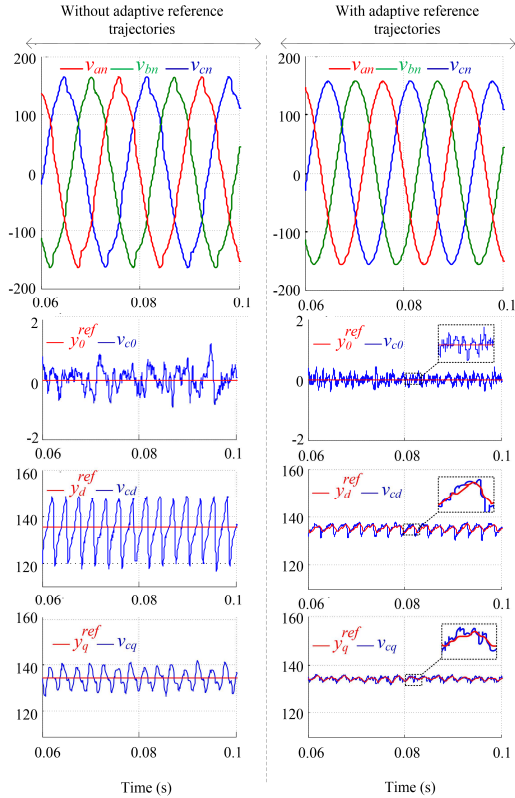 Without adaptive reference
trajectories
With adaptive reference
trajectories
van vbn vcn
200
100
0
-100
-200
0.06 0.08 0.1
van vbn vcn
200
100
0
-100
-200
0.06 0.08 0.1
y0ref vc0
2
0
-2
0.06 0.08 0.1
y0ref vc0
2
0
-2
0.06 0.08 0.1
ydref vcd
160
140
120
0.06 0.08 0.1
ydref vcd
160
140
120
0.06 0.08 0.1
yqref vcq
160
140
120
0.06 0.08 0.1
Time (s)
yqref vcq
160
140
120
0.06 0.08 0.1
Time (s)